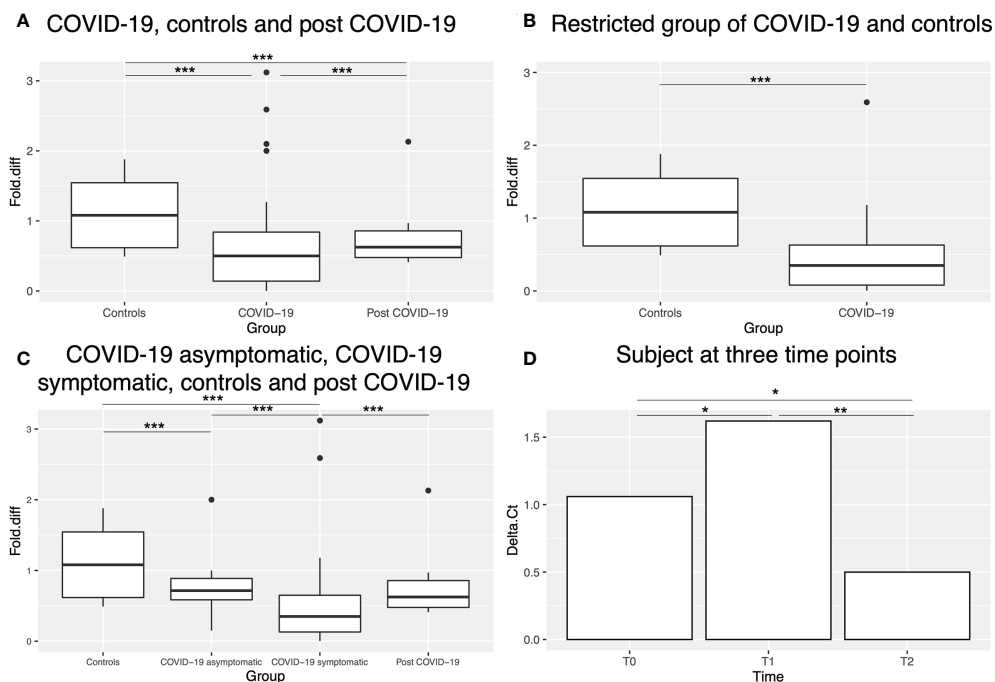 A COVID-19, controls and post COVID-19
***
*** ***
3
2
1
0
Fold.diff
Controls COVID−19 Post COVID−19
Group
B Restricted group of COVID-19 and controls
***
3
2
1
0
Fold.diff
Controls COVID−19
Group
C COVID-19 asymptomatic, COVID-19
symptomatic, controls and post COVID-19
***
*** ***
***
3
2
1
0
Fold.diff
Controls COVID−19 asymptomatic COVID−19 symptomatic Post COVID−19
Group
D Subject at three time points
*
* **
1.5
1.0
0.5
0.0
Delta.Ct
T0 T1 T2
Time